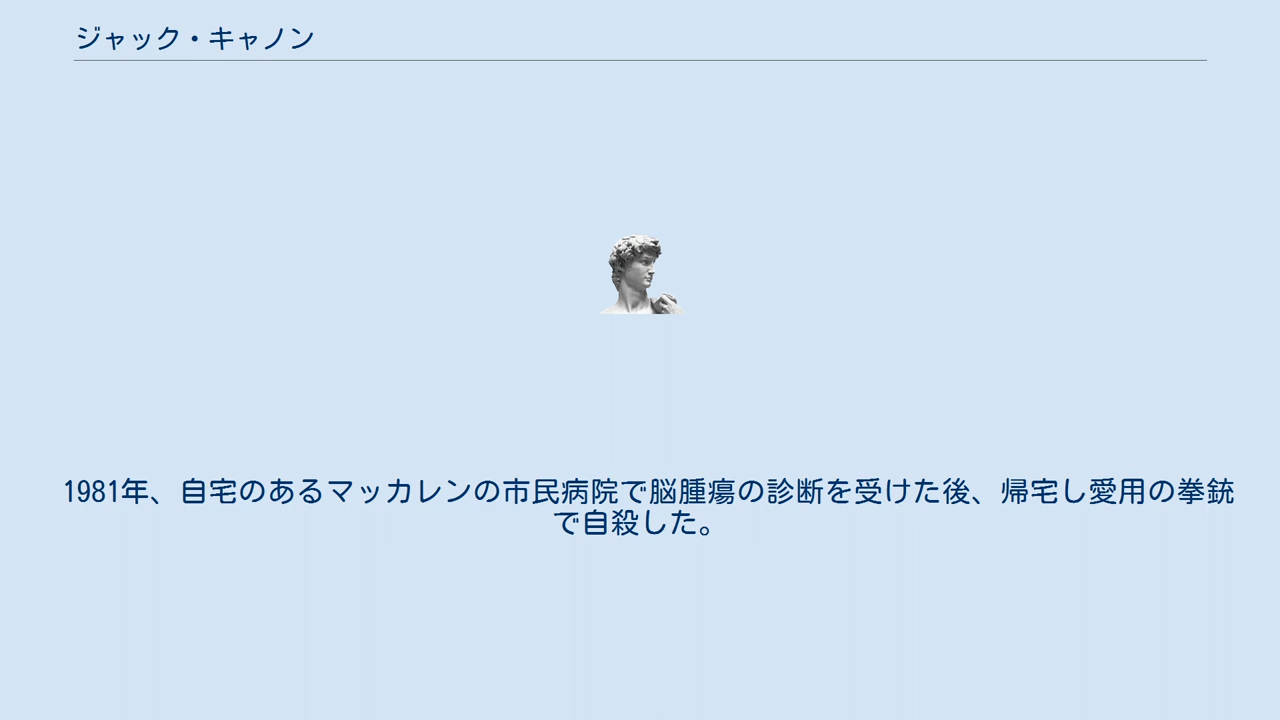 ジャック・キャノン
1981年、自宅のあるマッカレンの市民病院で脳腫瘍の診断を受けた後、帰宅し愛用の拳銃
で自殺した。